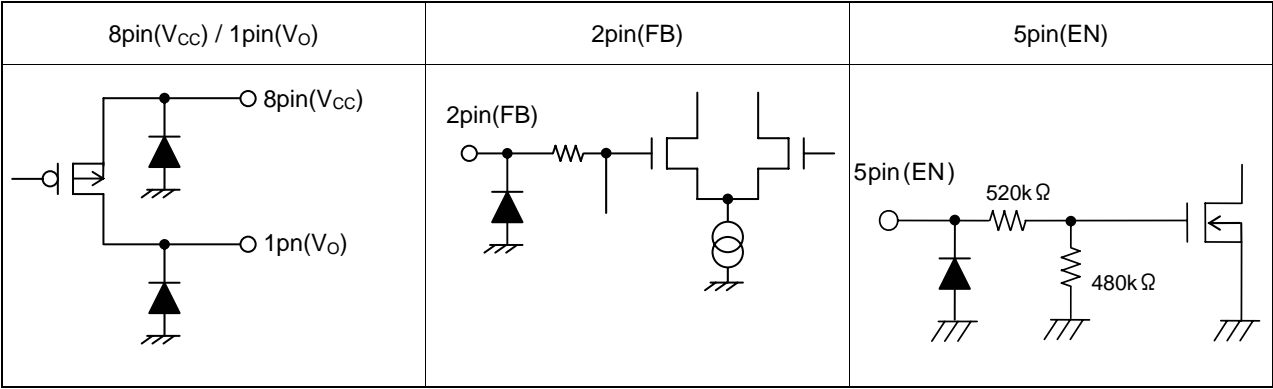 8pin(VCC) / 1pin(VO)
2pin(FB)
5pin(EN)
8pin(VCC)
1pn(VO)
2pin(FB)
5pin(EN)
520kΩ
480kΩ